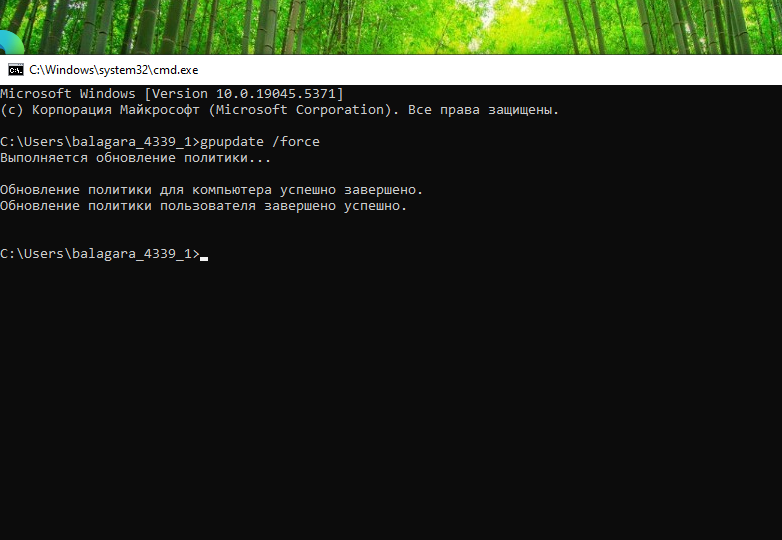 C:\Windows\system32\cmd.exe
Microsoft Windows [Version 10.0.19045.5371]
(c) Корпорация Майкрософт (Microsoft Corporation). Все права защищены.
C:\Users\balagara_4339_1>gpupdate /force
Выполняется обновление политики...
Обновление политики для компьютера успешно завершено.
Обновление политики пользователя завершено успешно.
C:\Users\balagara_4339_1>